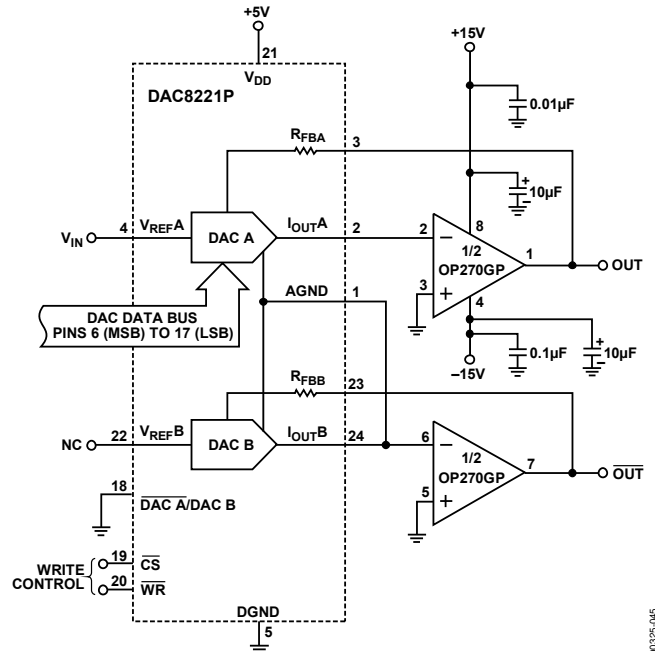 +5V
21
VDD
DAC8221P
+15V
0.01µF
RFBA
3
+
10µF
–
8
4
VREFA
DAC A
IOUTA
2
2
–
1/2
OP270GP
1
VIN
OUT
3
+
4
AGND
1
DAC DATA BUS
PINS 6 (MSB) TO 17 (LSB)
0.1µF
+
10µF
–
–15V
RFBB
23
NC
22
VREFB
DAC B
IOUTB
24
6
–
1/2
OP270GP
7
OUT
5
+
18
DAC A/DAC B
WRITE
CONTROL
19
CS
20
WR
DGND
5
00325-045